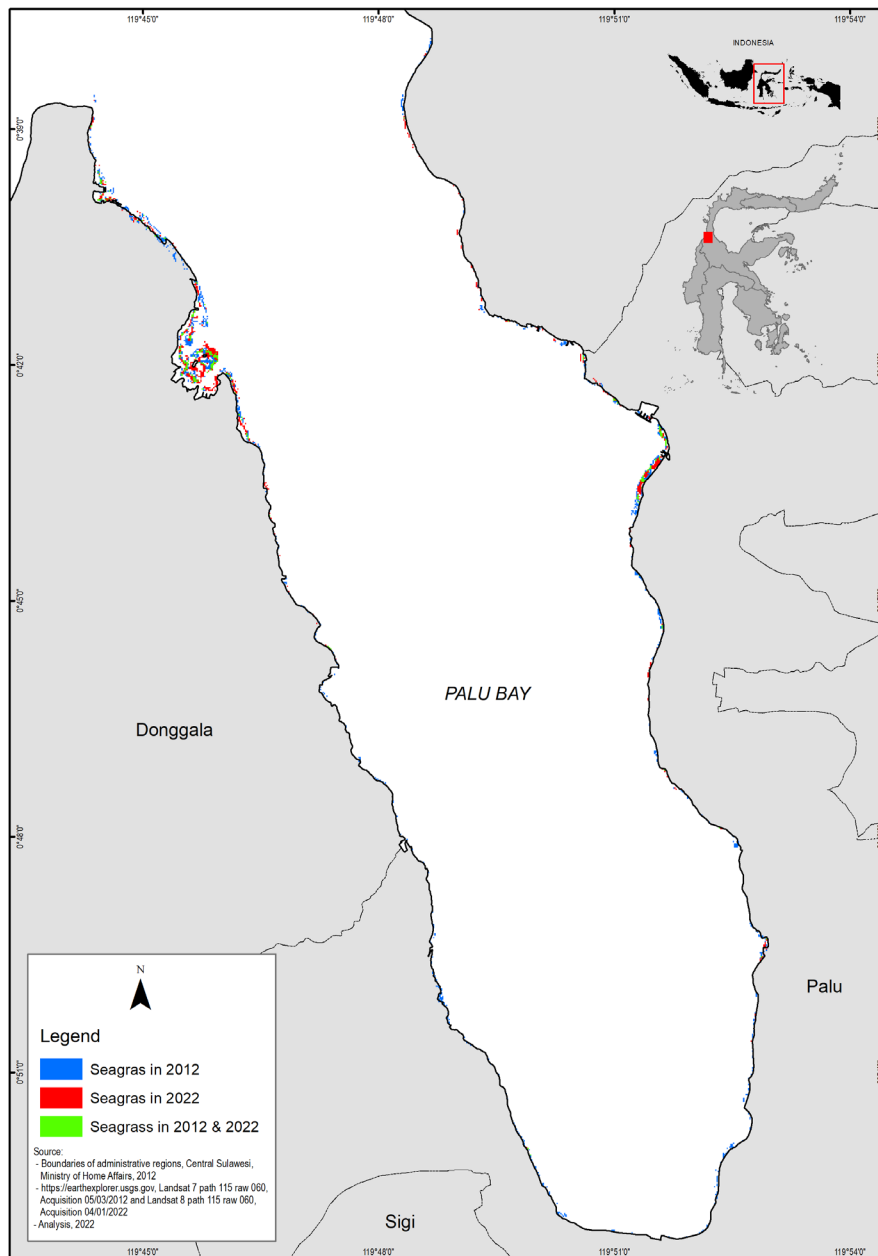 119°45'0"
119°48'0"
119°51'0"
119°54'0"
INDONESIA
0°39'0"
0°42'0"
0°45'0"
PALU BAY
Donggala
0°48'0"
Palu
N
Legend
Seagras in 2012
Seagras in 2022
Seagrass in 2012 & 2022
0°51'0"
Source:
- Boundaries of administrative regions, Central Sulawesi,
Ministry of Home Affairs, 2012
- https://earthexplorer.usgs.gov, Landsat 7 path 115 raw 060,
Acquisition 05/03/2012 and Landsat 8 path 115 raw 060,
Acquisition 04/01/2022
- Analysis, 2022
Sigi
119°45'0"
119°48'0"
119°51'0"
119°54'0"